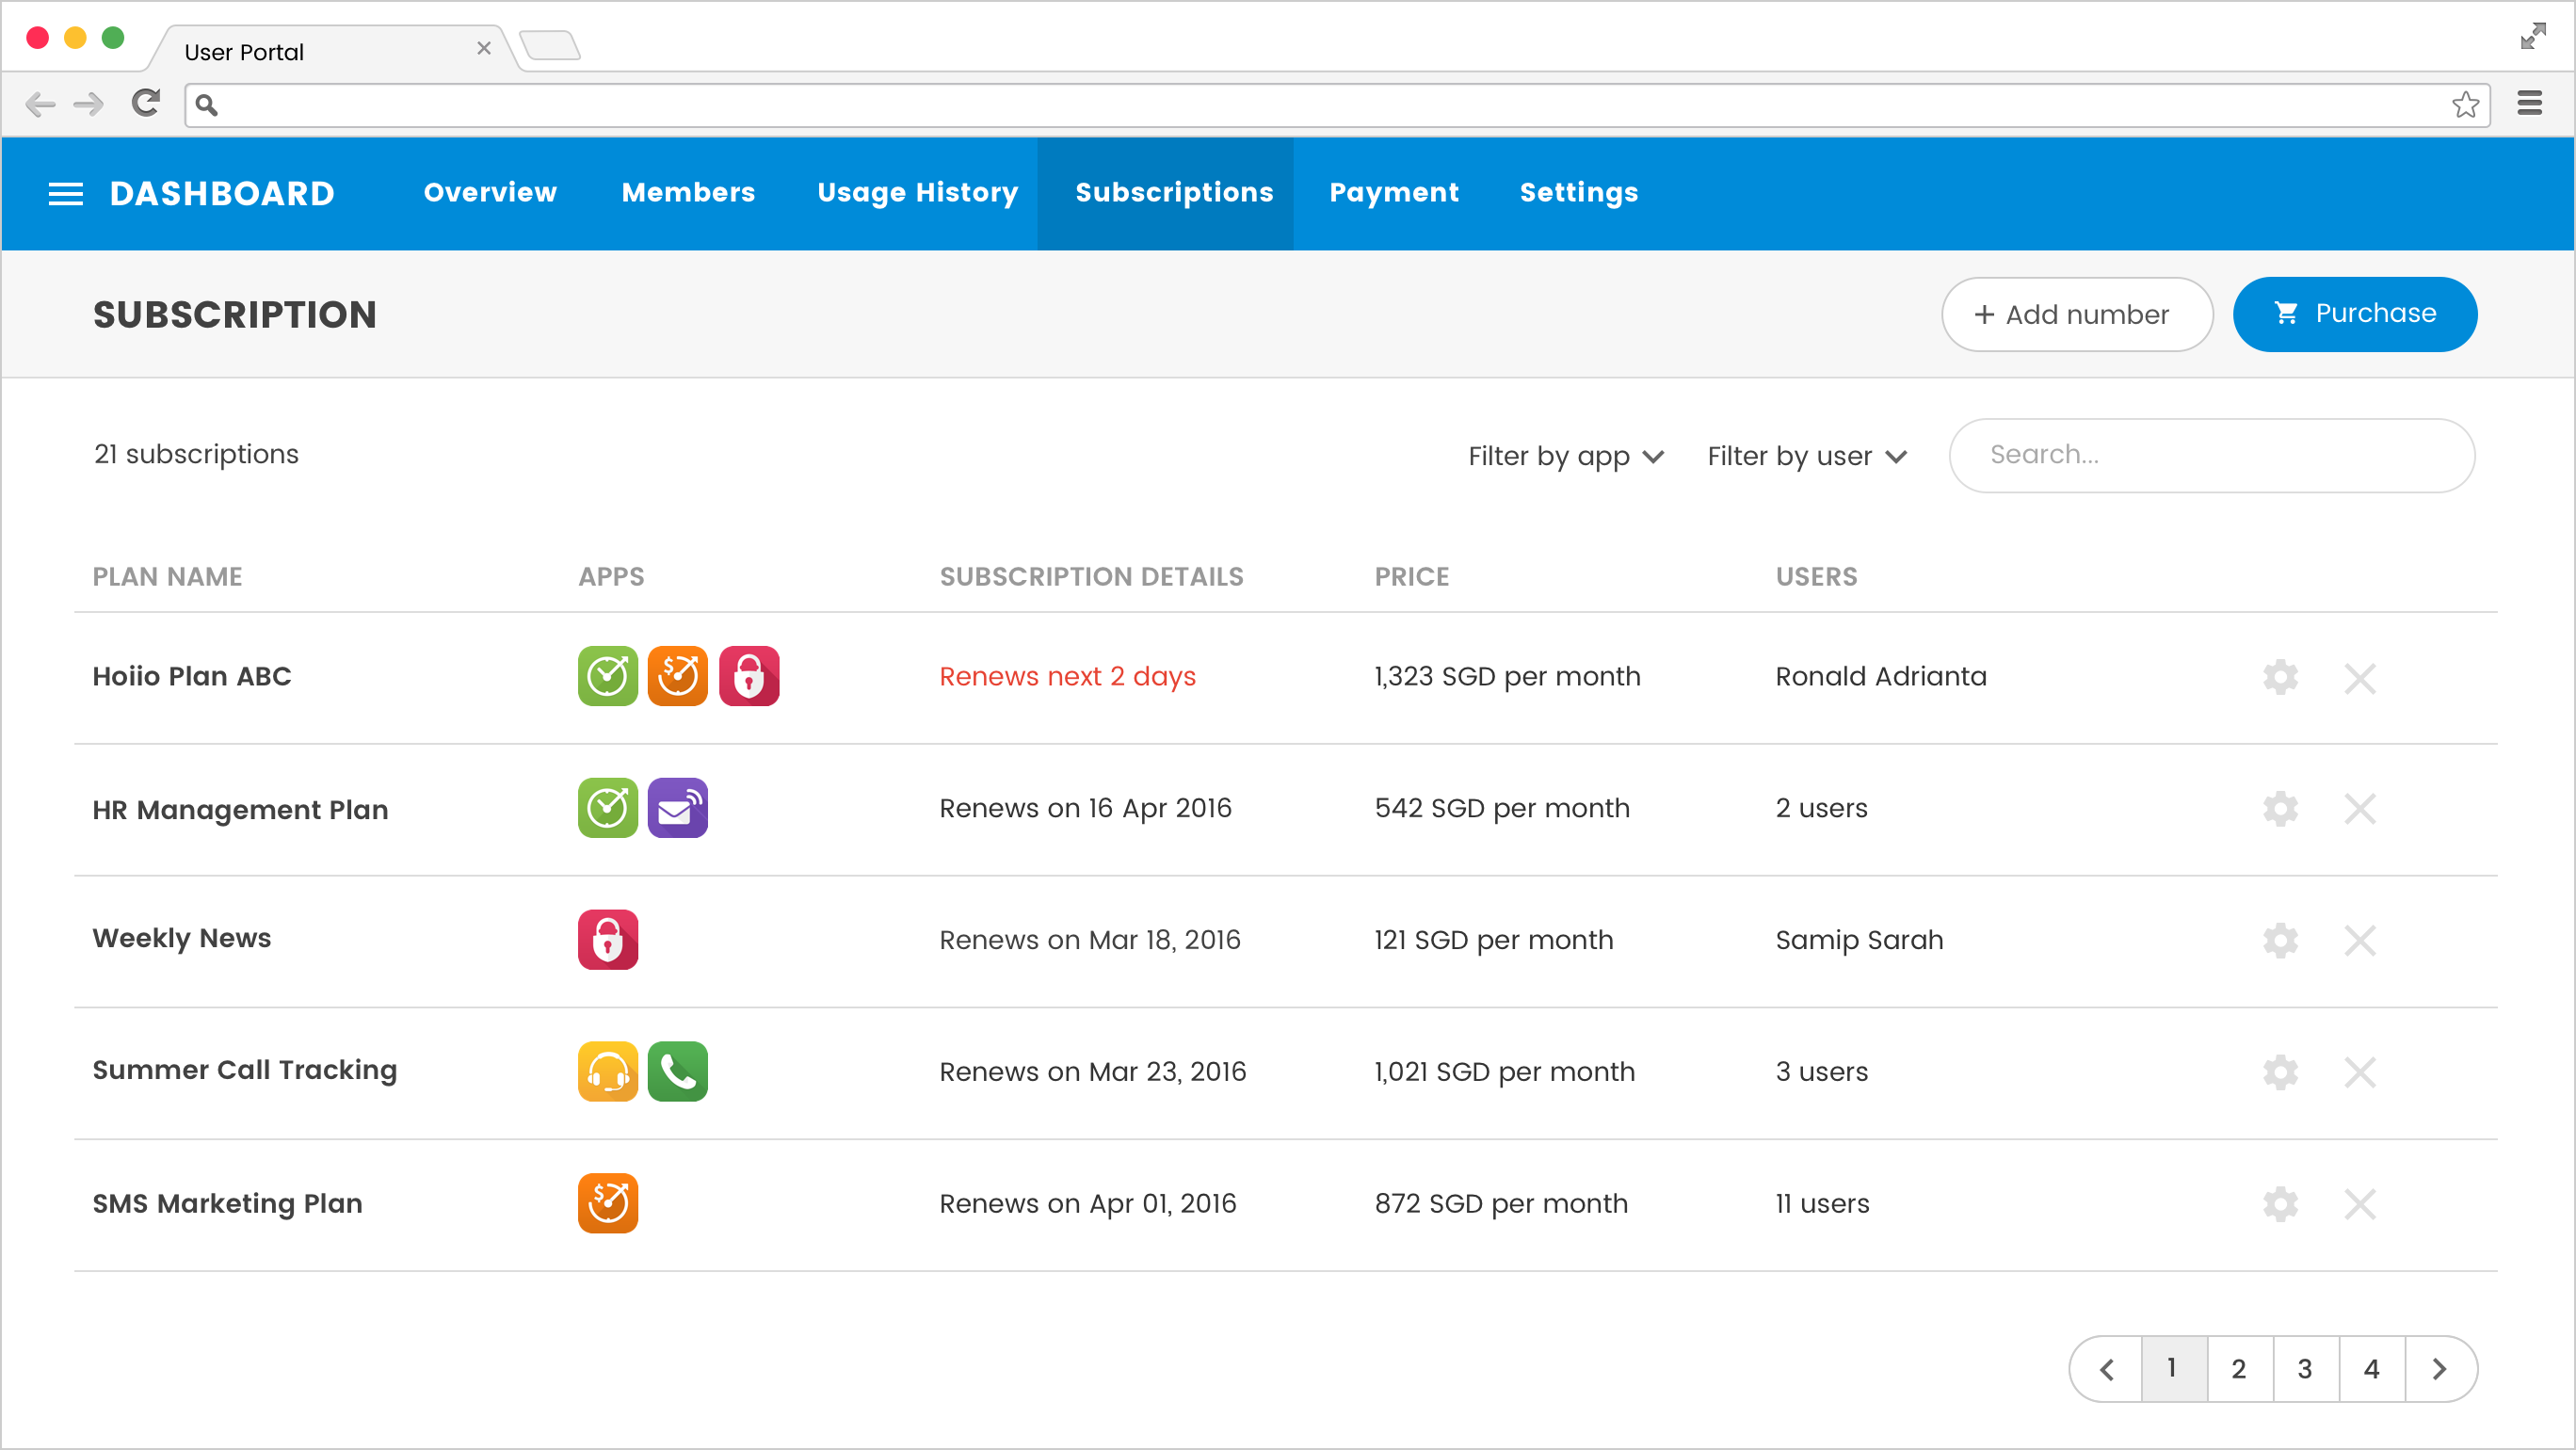 User Portal
DASHBOARD Overview Members Usage History Subscriptions Payment Settings
SUBSCRIPTION + Add number Purchase
21 subscriptions Filter by app Filter by user Search...
PLAN NAME APPS SUBSCRIPTION DETAILS PRICE USERS
Hoiio Plan ABC $ Renews next 2 days 1,323 SGD per month Ronald Adrianta
HR Management Plan Renews on 16 Apr 2016 542 SGD per month 2 users
Weekly News Renews on Mar 18, 2016 121 SGD per month Samip Sarah
Summer Call Tracking Renews on Mar 23, 2016 1,021 SGD per month 3 users
SMS Marketing Plan $ Renews on Apr 01, 2016 872 SGD per month 11 users
1 2 3 4